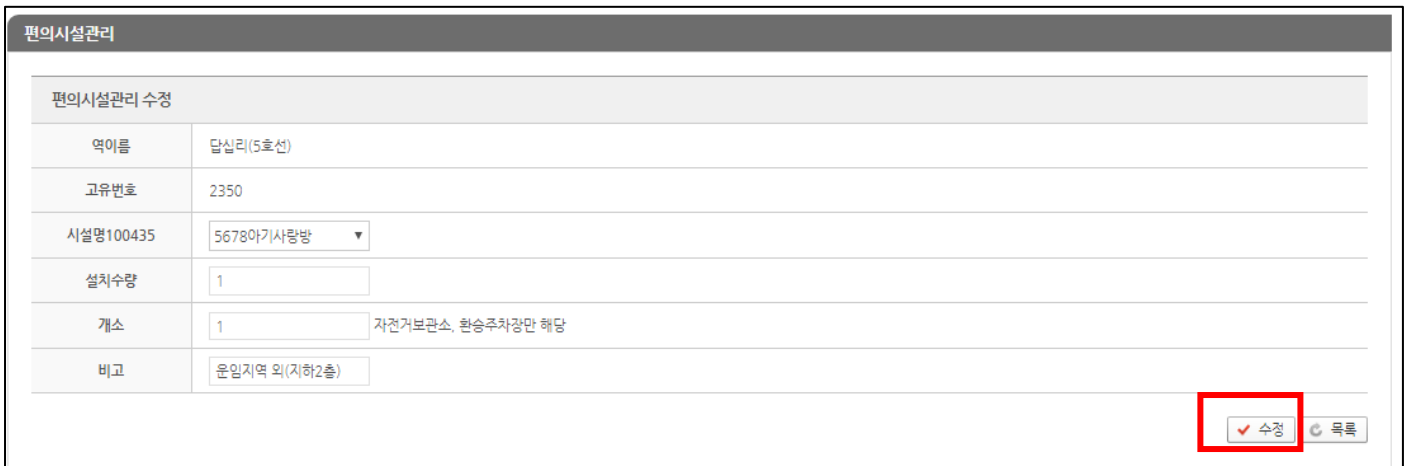 편의시설관리
편의시설관리 수정
역이름 답십리(5호선)
고유번호 2350
시설명100435 5678아기사랑방
설치수량 1
개소 1 자전거보관소, 환승주차장만 해당
비고 운임지역 외(지하2층)
수정 목록